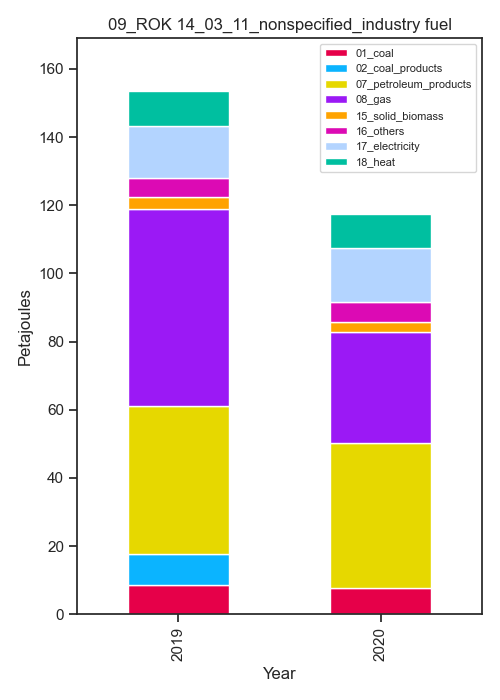 09_ROK 14_03_11_nonspecified_industry fuel
01_coal
02_coal_products
07_petroleum_products
08_gas
15_solid_biomass
16_others
17_electricity
18_heat
Petajoules
160
140
120
100
80
60
40
20
0
2019
2020
Year